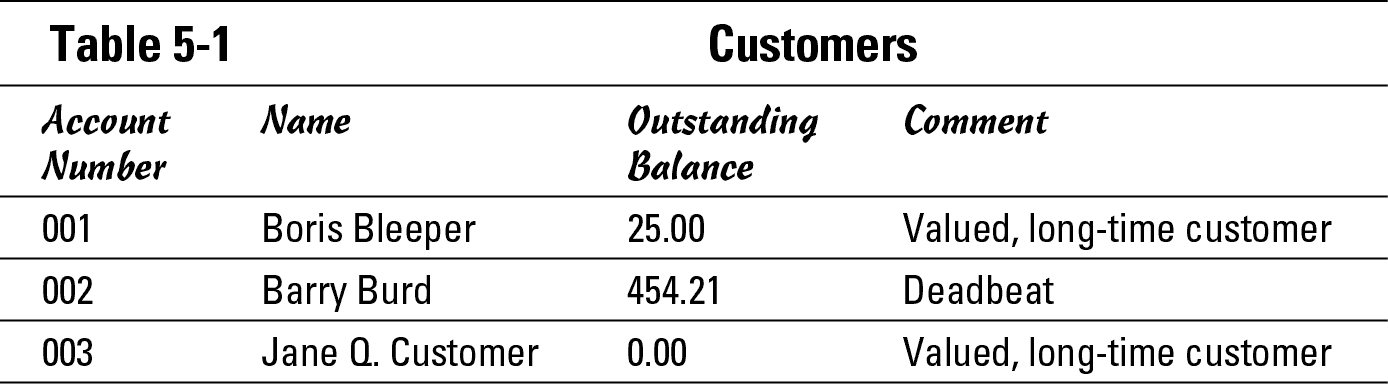 Table 5-1 Customers
Account Number Name Outstanding Balance Comment
001 Boris Bleeper 25.00 Valued, long-time customer
002 Barry Burd 454.21 Deadbeat
003 Jane Q. Customer 0.00 Valued, long-time customer